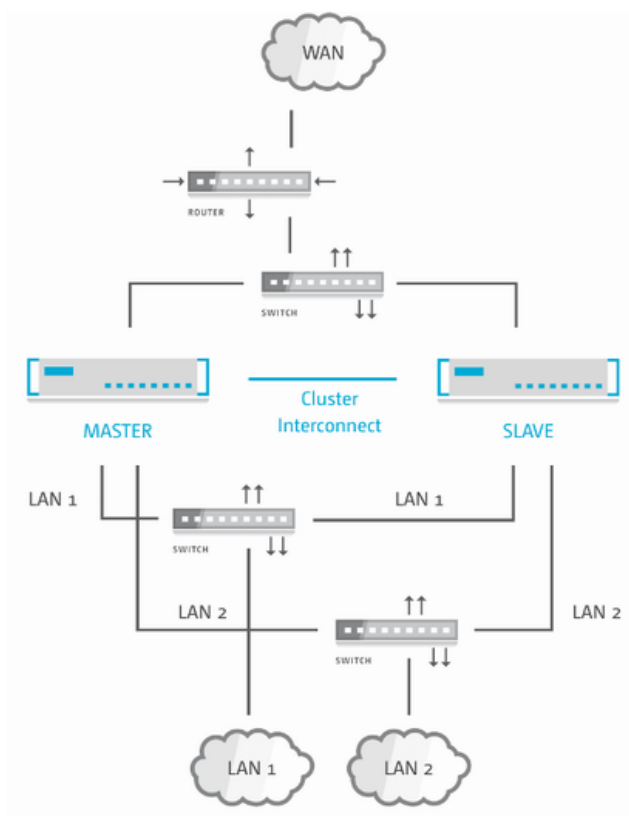 WAN
ROUTER
SWITCH
Cluster
Interconnect
MASTER
SLAVE
LAN 1
LAN 1
SWITCH
LAN 2
LAN 2
SWITCH
LAN 1
LAN 2